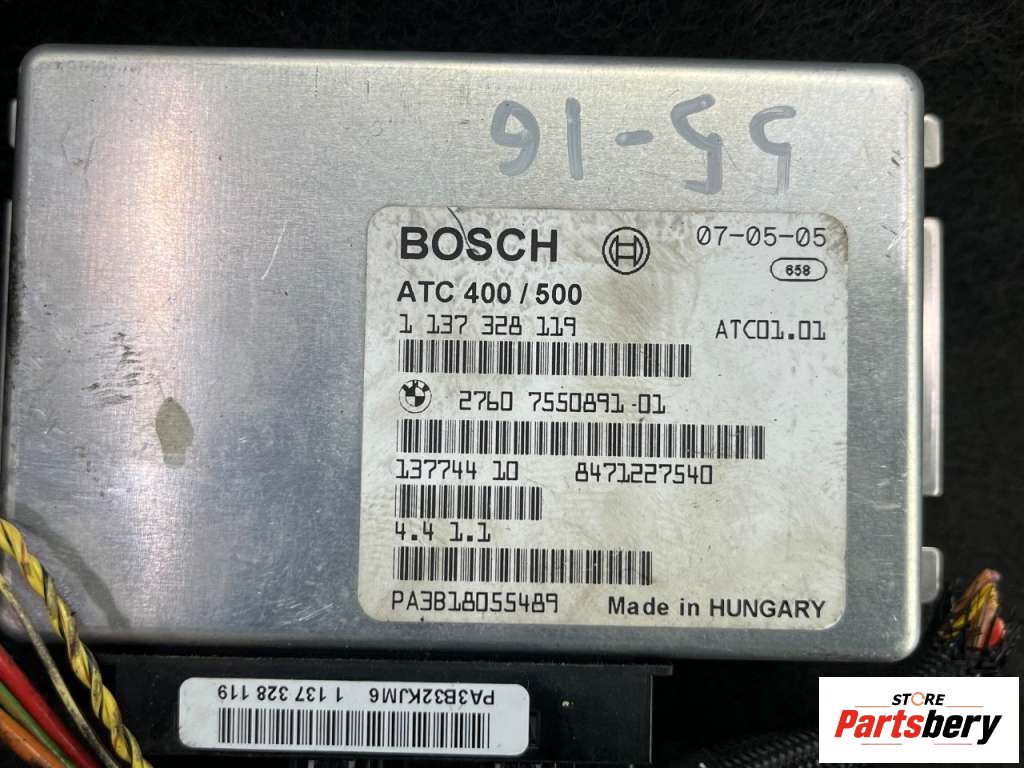 55-16
BOSCH 07-05-05
658
ATC 400 / 500
1 137 328 119 ATC01.01
2760 7550891-01
137744 10 8471227540
4.4 1.1
PA3B18055489 Made in HUNGARY
PA3B32KJM6 1 137 328 119
STORE
Partsbery